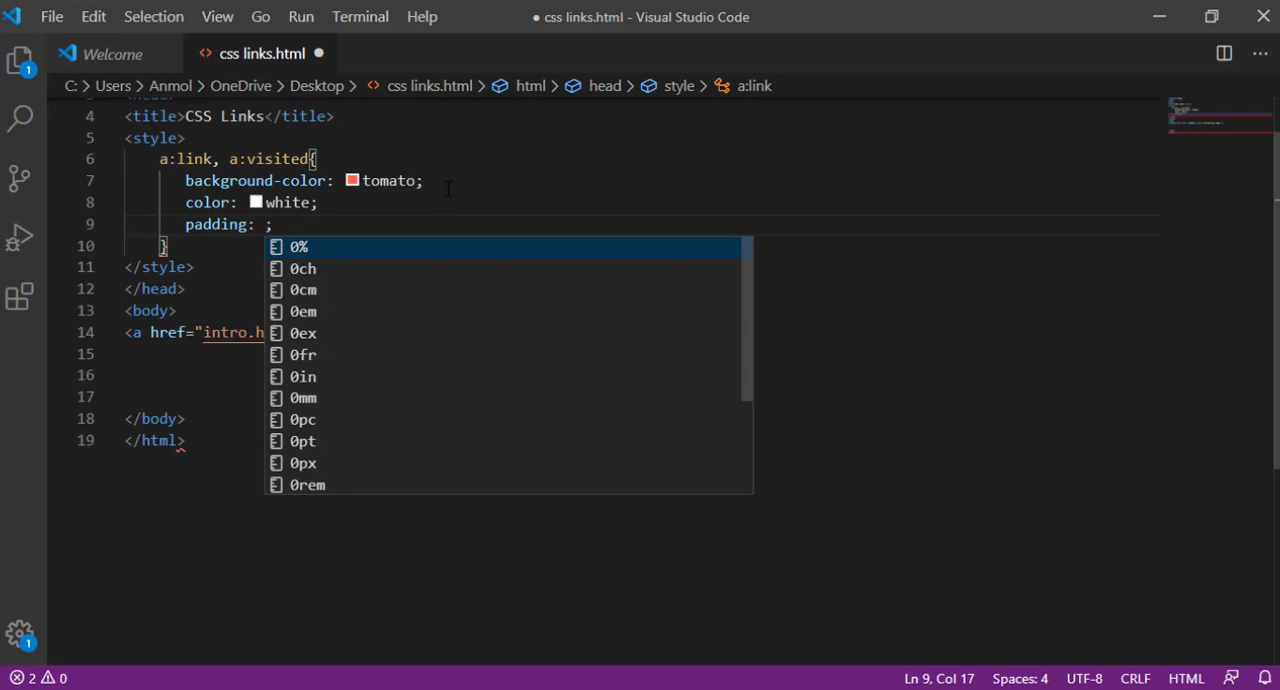 File Edit Selection View Go Run Terminal Help ● css links.html - Visual Studio Code
Welcome <> css links.html ●
C: > Users > Anmol > OneDrive > Desktop > <> css links.html > html > head > style > a:link
4 <title>CSS Links</title>
5 <style>
6 a:link, a:visited{
7 background-color: tomato;
8 color: white;
9 padding: ;
10 }
0%
11 </style>
0ch
12 </head>
0cm
13 <body>
0em
14 <a href="intro.h
0ex
15
0fr
16
0in
17
0mm
18 </body>
0pc
19 </html>
0pt
0px
0rem
1
1
2 0 Ln 9, Col 17 Spaces: 4 UTF-8 CRLF HTML